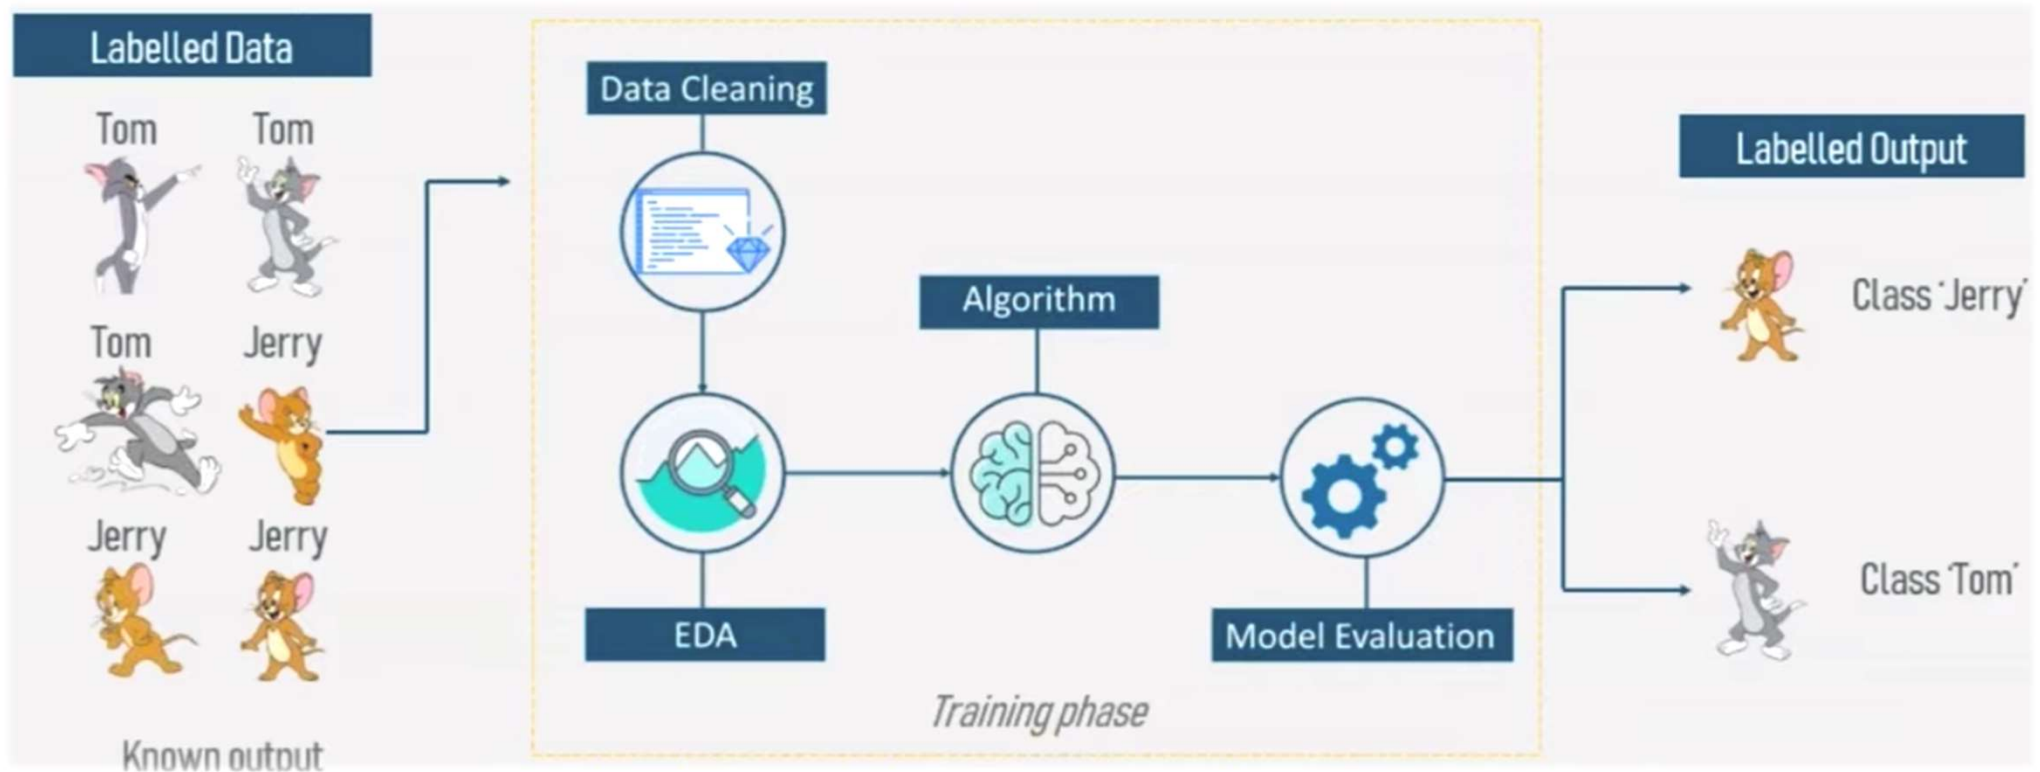 Labelled Data
Tom
Tom
Tom
Jerry
Jerry
Jerry
Known output
Data Cleaning
EDA
Algorithm
Model Evaluation
Training phase
Labelled Output
Class 'Jerry'
Class 'Tom'